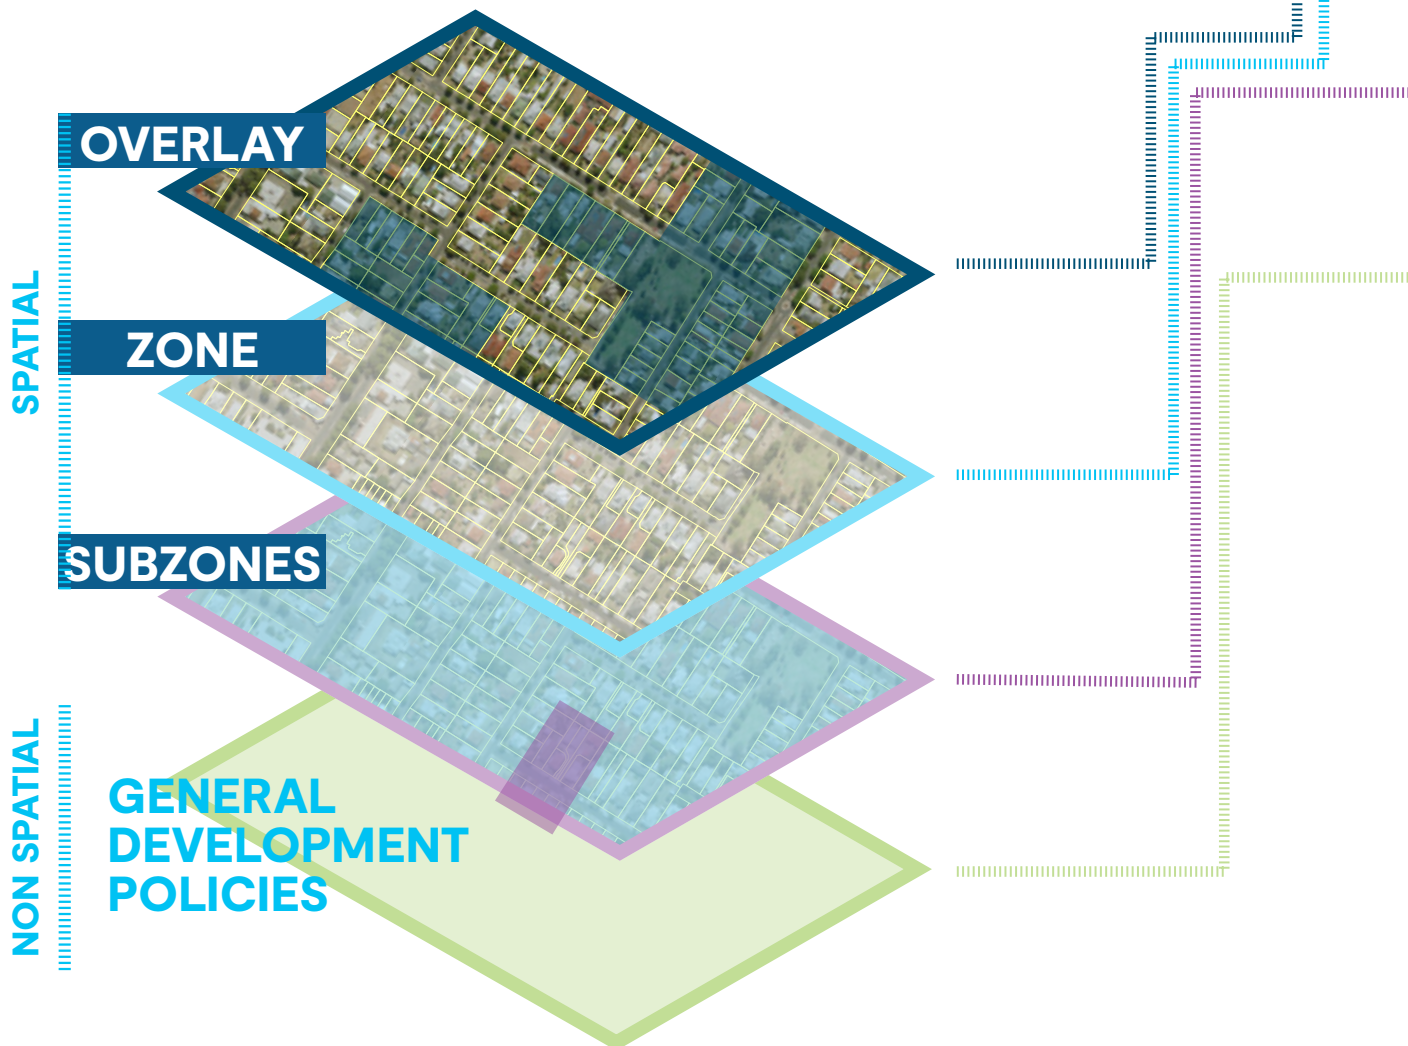 OVERLAY
SPATIAL
ZONE
SUBZONES
NON SPATIAL
GENERAL
DEVELOPMENT
POLICIES